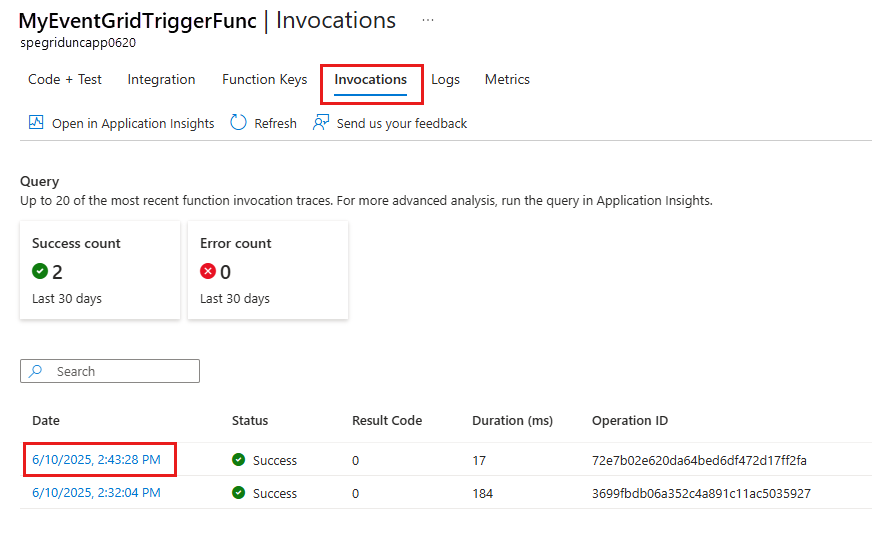 MyEventGridTriggerFunc | Invocations ...
spegriduncapp0620
Code + Test Integration Function Keys Invocations Logs Metrics
Open in Application Insights Refresh Send us your feedback
Query
Up to 20 of the most recent function invocation traces. For more advanced analysis, run the query in Application Insights.
Success count Error count
2 0
Last 30 days Last 30 days
Search
Date Status Result Code Duration (ms) Operation ID
6/10/2025, 2:43:28 PM Success 0 17 72e7b02e620da64bed6df472d17ff2fa
6/10/2025, 2:32:04 PM Success 0 184 3699fbdb06a352c4a891c11ac5035927